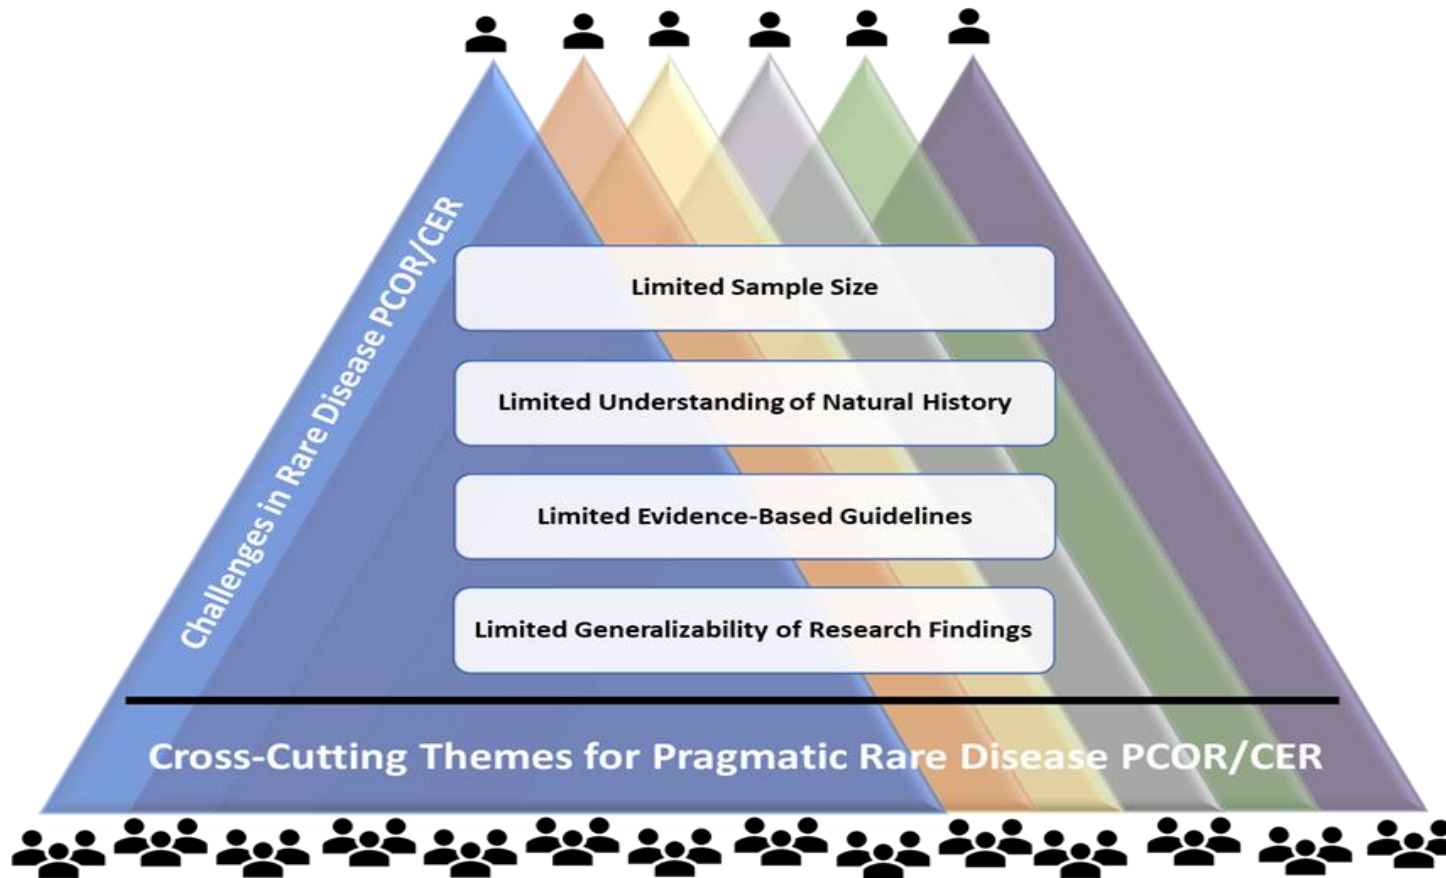 Challenges in Rare Disease PCOR/CER
Limited Sample Size
Limited Understanding of Natural History
Limited Evidence-Based Guidelines
Limited Generalizability of Research Findings
Cross-Cutting Themes for Pragmatic Rare Disease PCOR/CER